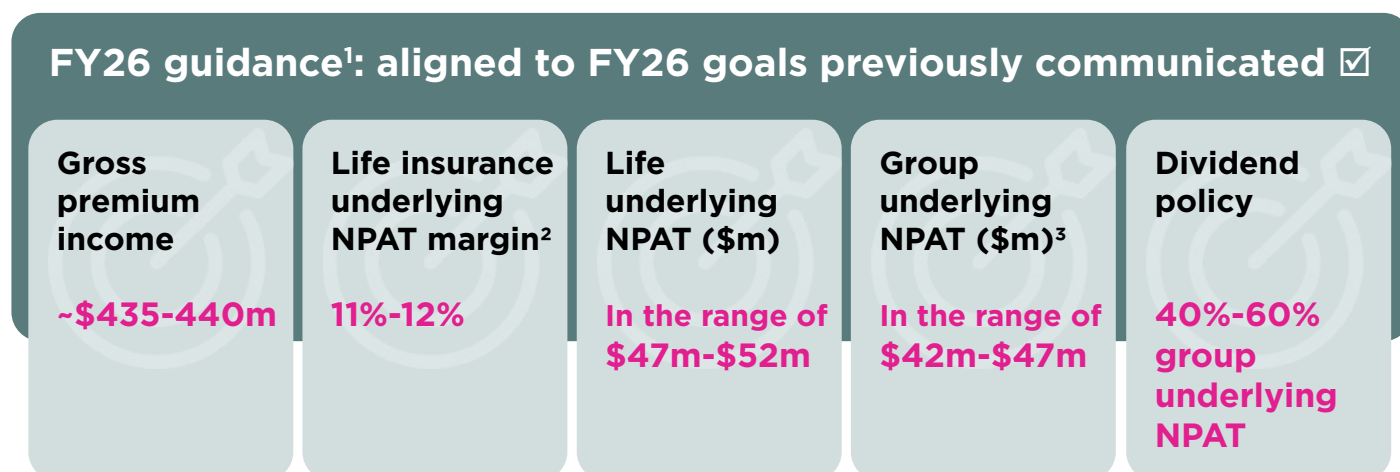 FY26 guidance¹: aligned to FY26 goals previously communicated ☑
Gross
premium
income
~$435-440m
Life insurance
underlying
NPAT margin²
11%-12%
Life
underlying
NPAT ($m)
In the range of
$47m-$52m
Group
underlying
NPAT ($m)³
In the range of
$42m-$47m
Dividend
policy
40%-60%
group
underlying
NPAT